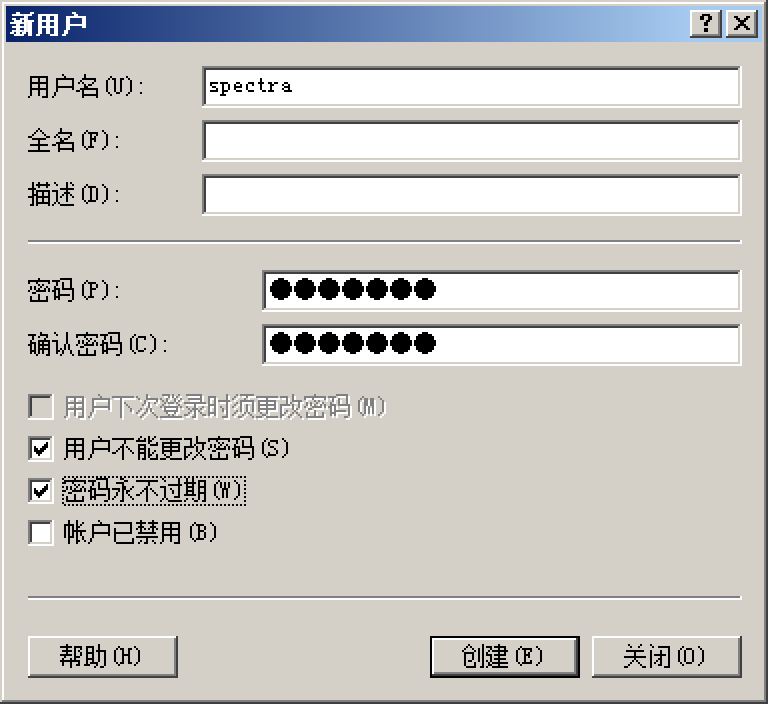 新用户
用户名(U):
spectra
全名(F):
描述(D):
密码(P):
●●●●●●●
确认密码(C):
●●●●●●●
用户下次登录时须更改密码(M)
用户不能更改密码(S)
密码永不过期(W)
帐户已禁用(B)
帮助(H)
创建(E)
关闭(O)